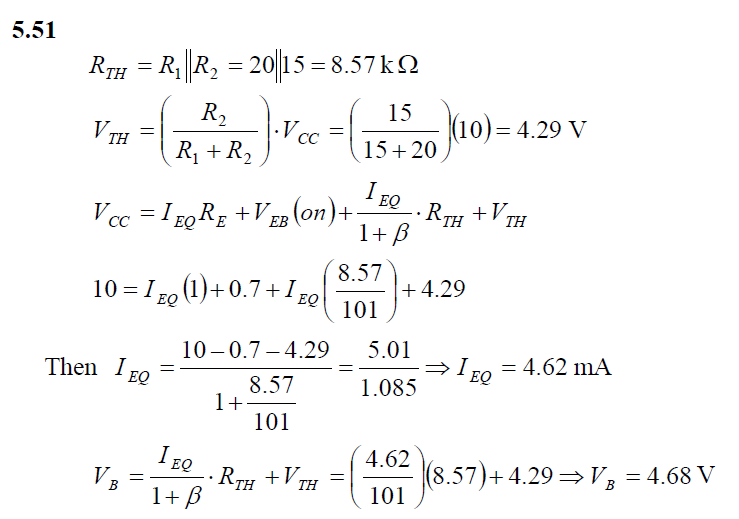 5.51
R_TH = R_1 || R_2 = 20 || 15 = 8.57 k Ω
V_TH = (R_2 / (R_1 + R_2)) · V_CC = (15 / (15 + 20))(10) = 4.29 V
V_CC = I_EQ R_E + V_EB (on) + (I_EQ / (1 + β)) · R_TH + V_TH
10 = I_EQ (1) + 0.7 + I_EQ (8.57 / 101) + 4.29
Then I_EQ = (10 − 0.7 − 4.29) / (1 + 8.57 / 101) = 5.01 / 1.085 ⇒ I_EQ = 4.62 mA
V_B = (I_EQ / (1 + β)) · R_TH + V_TH = (4.62 / 101)(8.57) + 4.29 ⇒ V_B = 4.68 V